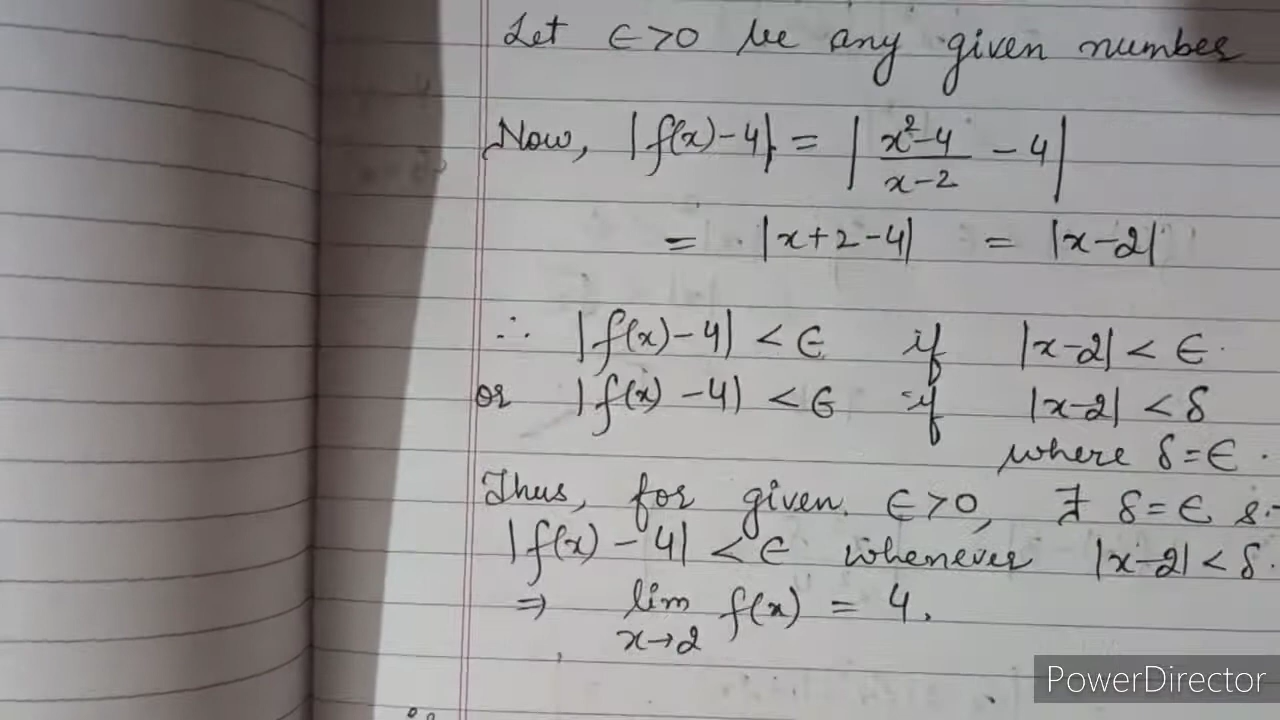 Let ϵ>0 be any given number
Now, |f(x)-4| = | x²-4 / x-2 - 4|
= |x+2-4| = |x-2|
∴ |f(x)-4| < ϵ if |x-2| < ϵ.
or |f(x) -4| < ϵ if |x-2| < δ
where δ=ϵ.
Thus, for given ϵ>0, ∃ δ=ϵ s.
|f(x) - 4| < ϵ whenever |x-2| < δ.
⇒ lim x→2 f(x) = 4.
PowerDirector